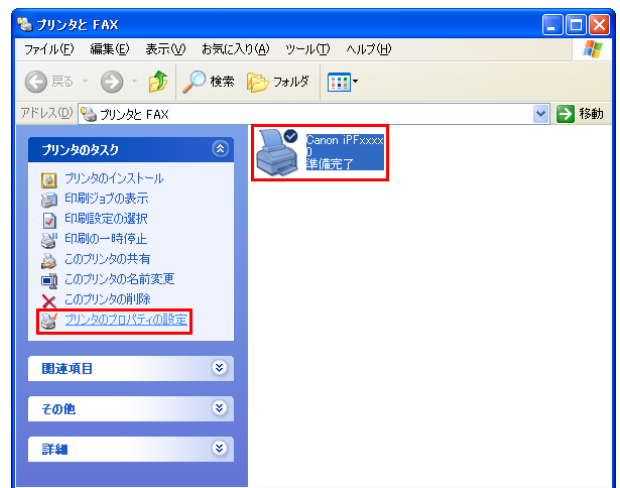 プリンタと FAX
ファイル(F) 編集(E) 表示(V) お気に入り(A) ツール(T) ヘルプ(H)
戻る 検索 フォルダ
アドレス(D) プリンタと FAX 移動
プリンタのタスク
プリンタのインストール
印刷ジョブの表示
印刷設定の選択
印刷の一時停止
このプリンタの共有
このプリンタの名前変更
このプリンタの削除
プリンタのプロパティの設定
関連項目
その他
詳細
Canon iPFxxxx
0
準備完了